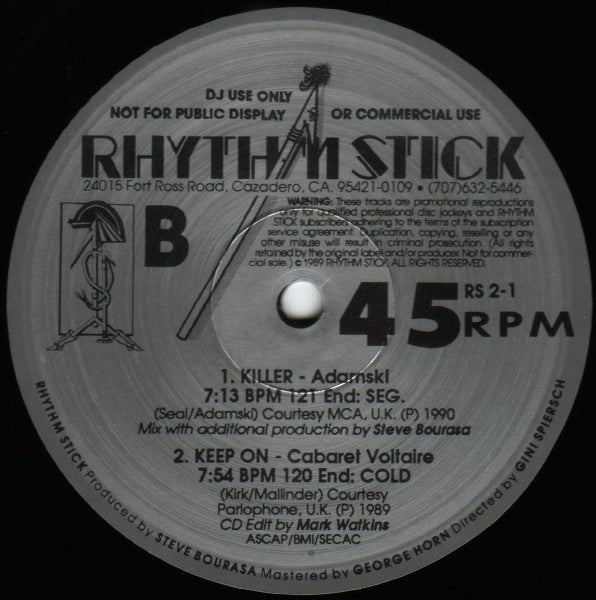 DJ USE ONLY
NOT FOR PUBLIC DISPLAY OR COMMERCIAL USE
RHYTHM STICK
24015 Fort Ross Road, Cazadero, CA. 95421-0109 • (707)632-5446
WARNING: These tracks are promotional reproductions
only for qualified professional disc jockeys and RHYTHM
STICK subscribers adhering to the terms of the subscription
service agreement. Duplication, copying, reselling or any
other misuse will result in criminal prosecution. (All rights
retained by the original label and/or producer. Not for commer-
cial sale.) © 1989 RHYTHM STICK. ALL RIGHTS RESERVED.
B
RS 2-1
45 RPM
1. KILLER - Adamski
7:13 BPM 121 End: SEG.
(Seal/Adamski) Courtesy MCA, U.K. (P) 1990
Mix with additional production by Steve Bourasa
2. KEEP ON - Cabaret Voltaire
7:54 BPM 120 End: COLD
(Kirk/Mallinder) Courtesy
Parlophone, U.K. (P) 1989
CD Edit by Mark Watkins
ASCAP/BMI/SECAC
RHYTHM STICK Produced by STEVE BOURASA Mastered by GEORGE HORN Directed by GINI SPIERSCH